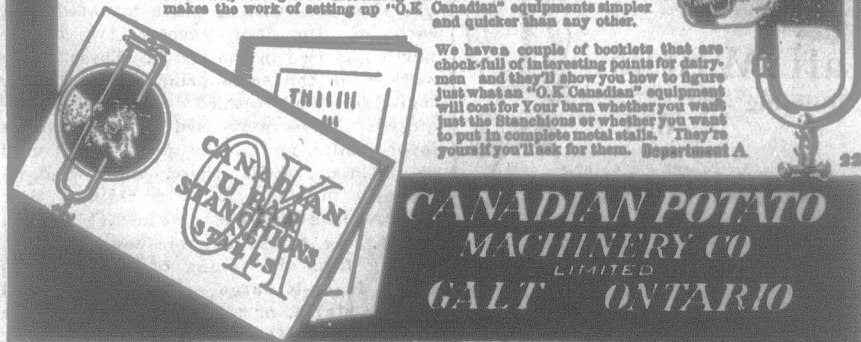 makes the work of setting up "O.K Canadian" equipments simpler
and quicker than any other.
We have a couple of booklets that are
chock-full of interesting points for dairy-
men and they'll show you how to figure
just what an "O.K Canadian" equipment
will cost for Your barn whether you want
just the Stanchions or whether you want
to put in complete metal stalls. They're
yours if you'll ask for them. Department A
22
OK
CANADIAN
U BAR
STANCHIONS
AND
STALLS
CANADIAN POTATO
MACHINERY CO
LIMITED
GALT ONTARIO